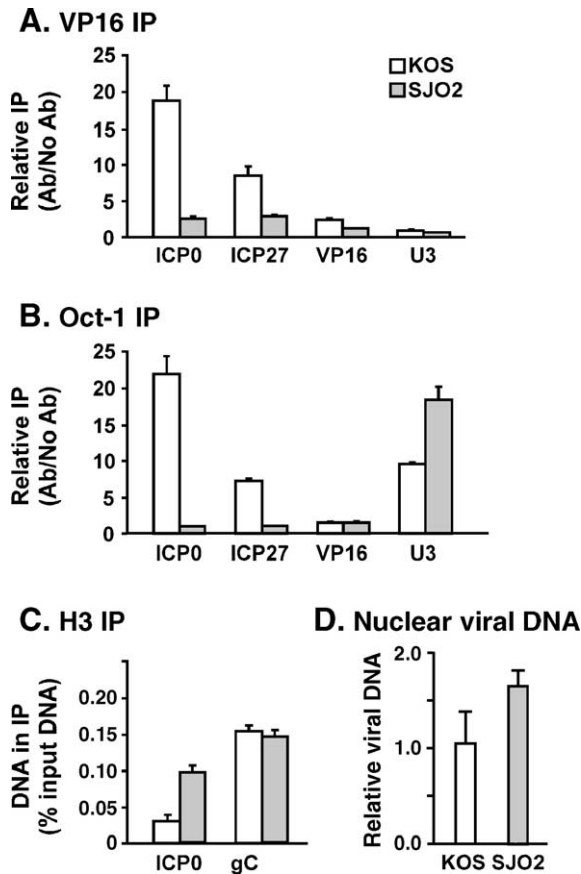 A. VP16 IP
Relative IP
(Ab/No Ab)
25
20
15
10
5
0
KOS
SJO2
ICP0 ICP27 VP16 U3
B. Oct-1 IP
Relative IP
(Ab/No Ab)
25
20
15
10
5
0
ICP0 ICP27 VP16 U3
C. H3 IP
DNA in IP
(% input DNA)
0.20
0.15
0.10
0.05
0
ICP0 gC
D. Nuclear viral DNA
Relative viral DNA
2.0
1.0
0.0
KOS SJO2